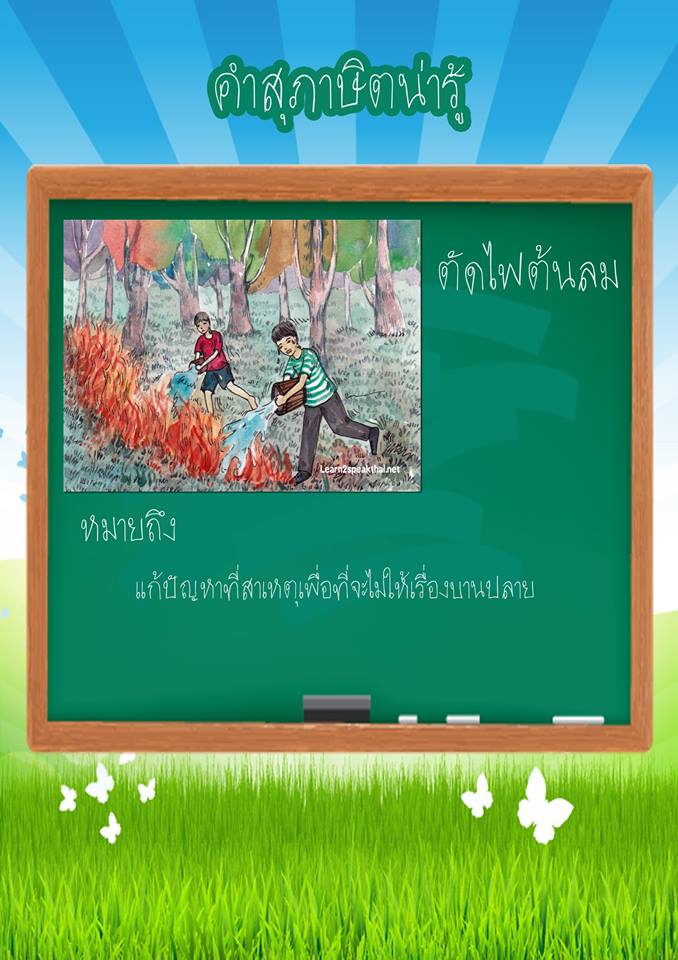 คำสุภาษิตน่ารู้
ตัดไฟต้นลม
Learn2speakthai.net
หมายถึง
แก้ปัญหาที่สาเหตุเพื่อที่จะไม่ให้เรื่องบานปลาย